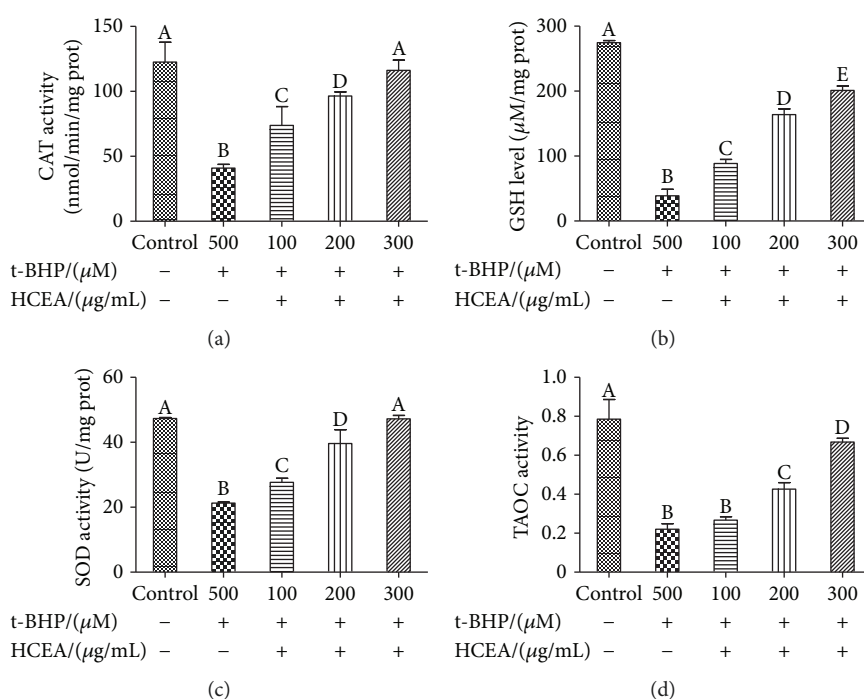 150
100
50
0
CAT activity
(nmol/min/mg prot)
A
B
C
D
A
Control 500 100 200 300
t-BHP/(μM) − + + + +
HCEA/(μg/mL) − − + + +
(a)
300
200
100
0
GSH level (μM/mg prot)
A
B
C
D
E
Control 500 100 200 300
t-BHP/(μM) − + + + +
HCEA/(μg/mL) − − + + +
(b)
60
40
20
0
SOD activity (U/mg prot)
A
B
C
D
A
Control 500 100 200 300
t-BHP/(μM) − + + + +
HCEA/(μg/mL) − − + + +
(c)
1.0
0.8
0.6
0.4
0.2
0
TAOC activity
A
B
B
C
D
Control 500 100 200 300
t-BHP/(μM) − + + + +
HCEA/(μg/mL) − − + + +
(d)